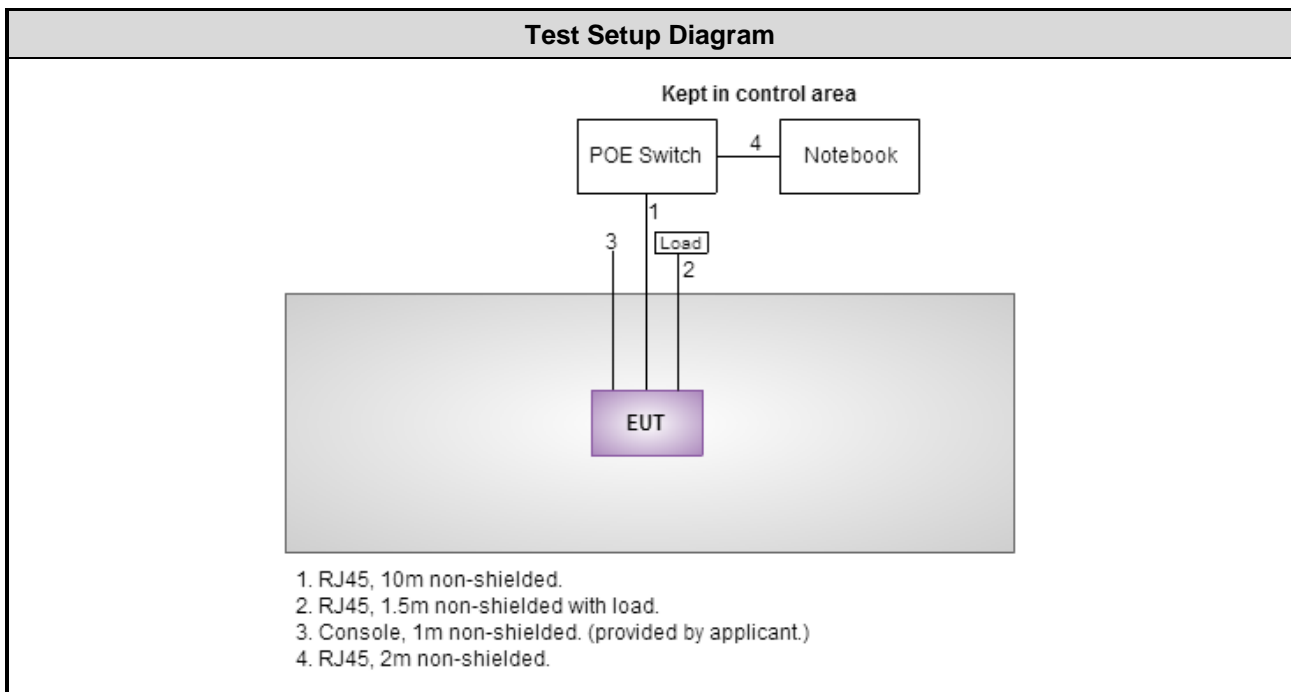 Test Setup Diagram
Kept in control area
POE Switch
4
Notebook
1
3
Load
2
EUT
1. RJ45, 10m non-shielded.
2. RJ45, 1.5m non-shielded with load.
3. Console, 1m non-shielded. (provided by applicant.)
4. RJ45, 2m non-shielded.